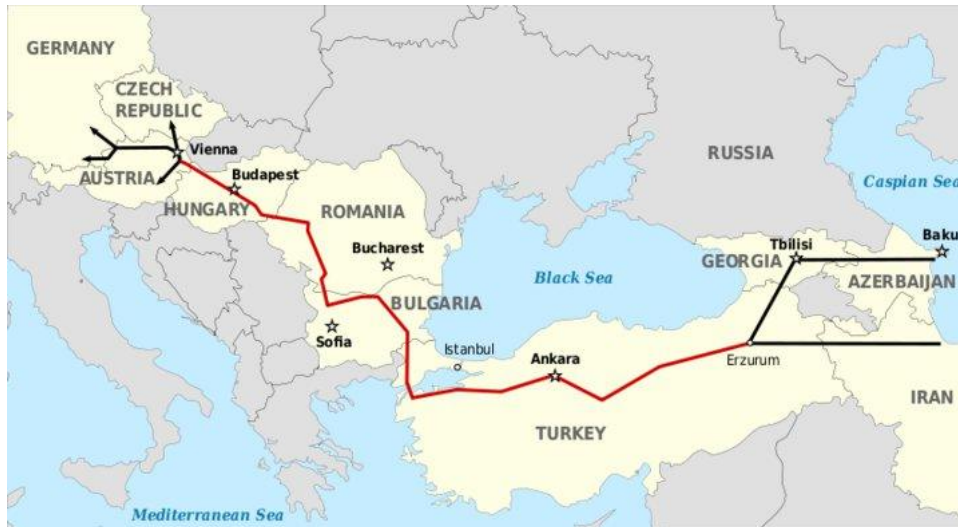 GERMANY
CZECH
REPUBLIC
Vienna
AUSTRIA
Budapest
HUNGARY
ROMANIA
Bucharest
RUSSIA
Caspian Sea
Baku
Tbilisi
GEORGIA
AZERBAIJAN
Black Sea
BULGARIA
Sofia
Istanbul
Ankara
Erzurum
IRAN
TURKEY
Mediterranean Sea